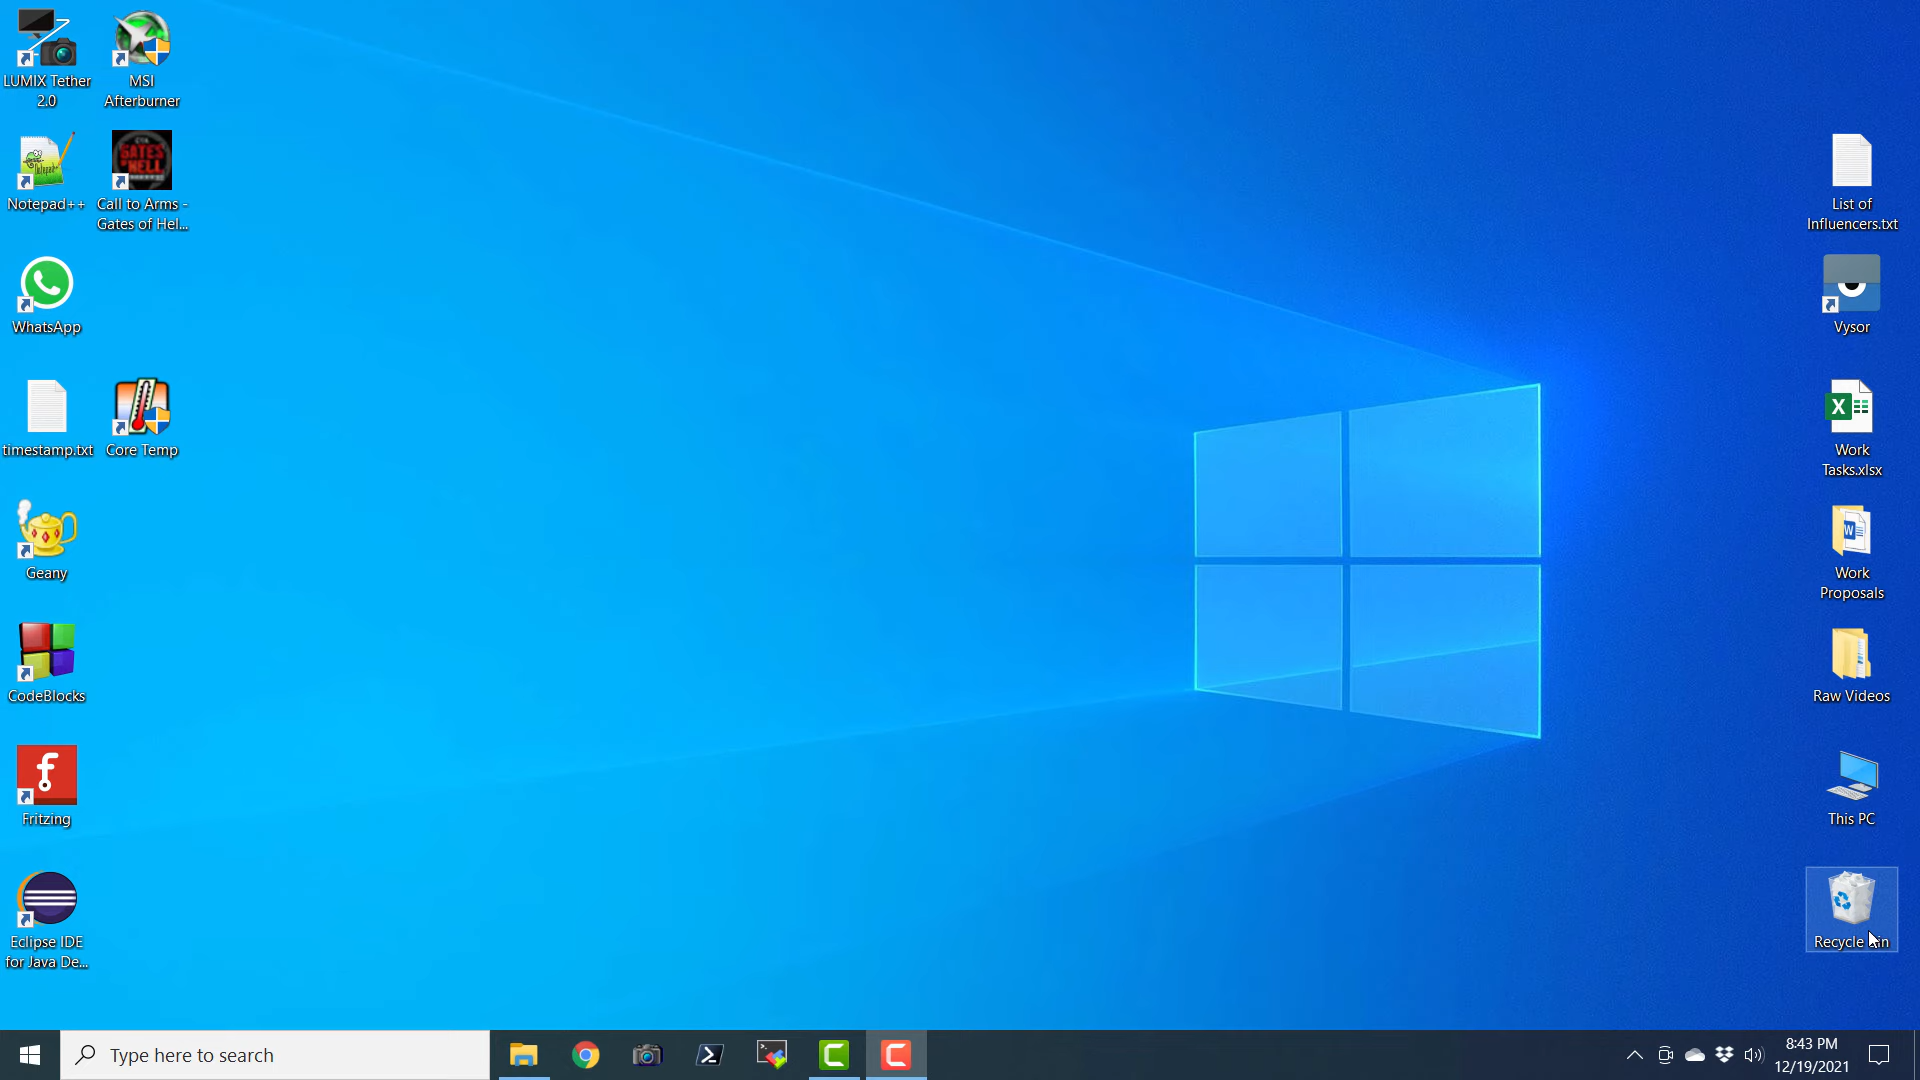 LUMIX Tether
2.0
MSI
Afterburner
Notepad++
GATES
HELL
Call to Arms -
Gates of Hel...
WhatsApp
timestamp.txt
Core Temp
Geany
CodeBlocks
Fritzing
Eclipse IDE
for Java De...
List of
Influencers.txt
Vysor
Work
Tasks.xlsx
Work
Proposals
Raw Videos
This PC
Recycle
Type here to search
8:43 PM
12/19/2021